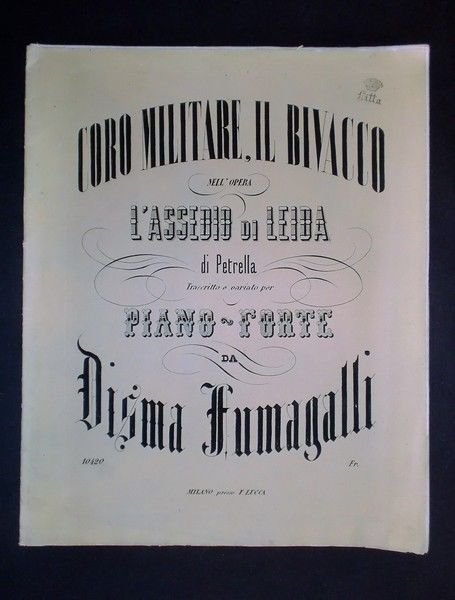 Litta
CORO MILITARE, IL BIVACCO
NELL' OPERA
L'ASSEDIO DI LEIDA
di Petrella
Trascritto e variato per
PIANO~FORTE
DA
Disma Fumagalli
10420 Fr.
MILANO presso F. LUCCA